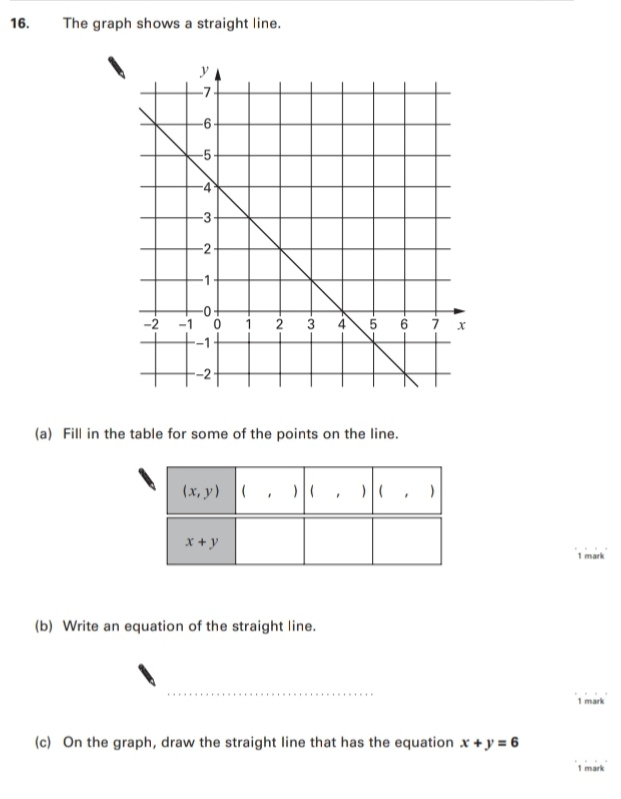 16. The graph shows a straight line.
y
7
6
5
4
3
2
1
0
–2 –1 0 1 2 3 4 5 6 7 x
–1
–2
(a) Fill in the table for some of the points on the line.
(x, y) ( , ) ( , ) ( , )
x + y
1 mark
(b) Write an equation of the straight line.
1 mark
(c) On the graph, draw the straight line that has the equation x + y = 6
1 mark